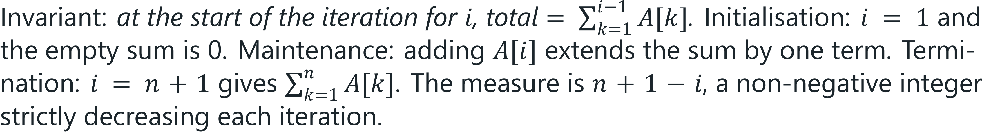 Invariant: at the start of the iteration for i, total = ∑_{k=1}^{i−1} A[k]. Initialisation: i = 1 and
the empty sum is 0. Maintenance: adding A[i] extends the sum by one term. Termi-
nation: i = n + 1 gives ∑_{k=1}^{n} A[k]. The measure is n + 1 − i, a non-negative integer
strictly decreasing each iteration.